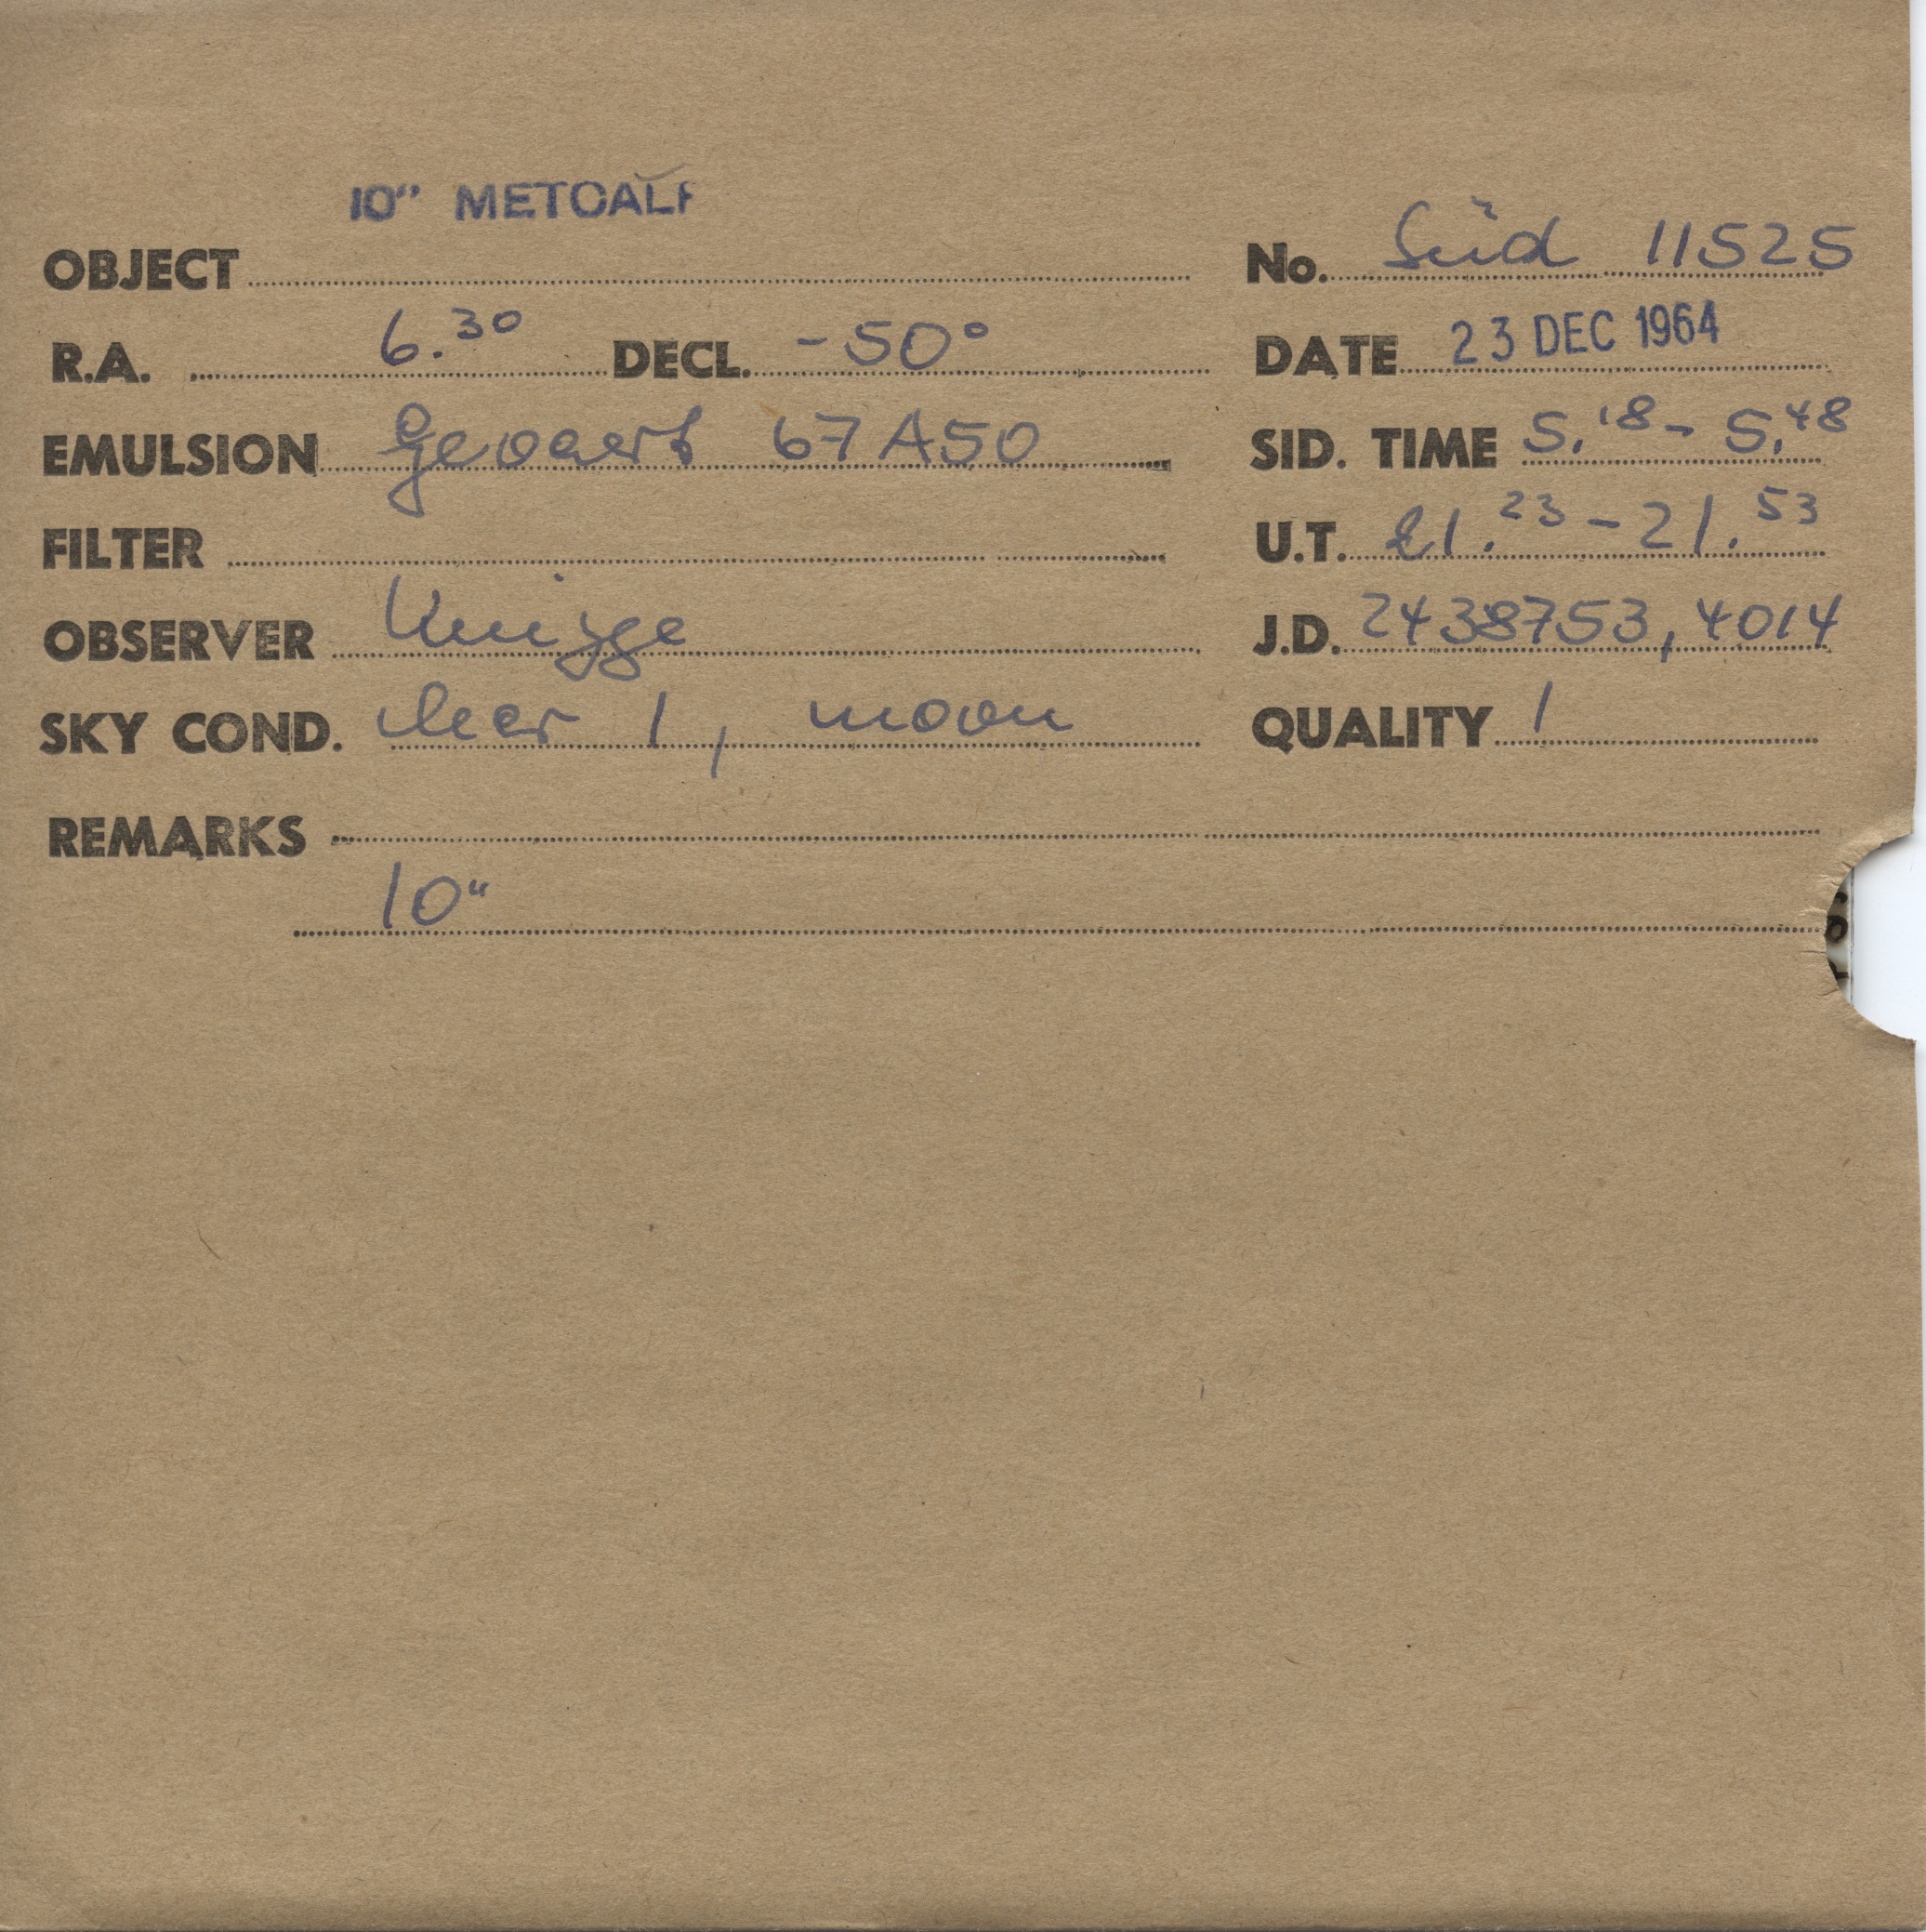 10" METCALF
OBJECT No. Süd 11525
R.A. 6.30 DECL. -50° DATE 23 DEC 1964
EMULSION Gevaert 67A50 SID. TIME 5.18 - 5.48
FILTER U.T. 21.23 - 21.53
OBSERVER Knigge J.D. 2438753,4014
SKY COND. clear 1, moon QUALITY 1
REMARKS
10"